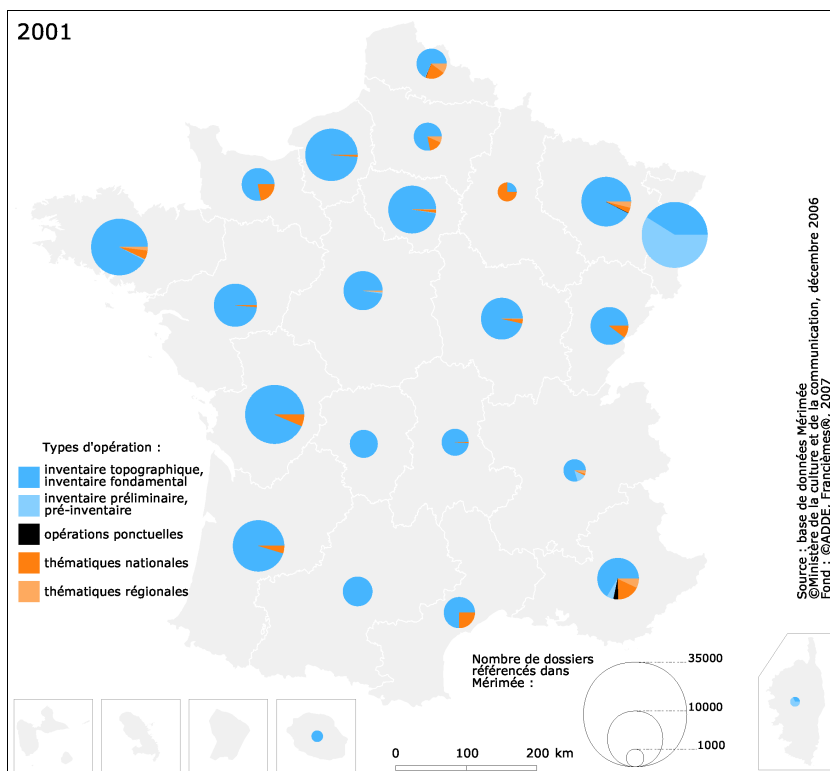 2001
Types d'opération :
inventaire topographique,
inventaire fondamental
inventaire préliminaire,
pré-inventaire
opérations ponctuelles
thématiques nationales
thématiques régionales
Nombre de dossiers
référencés dans
Mérimée :
35000
10000
1000
0 100 200 km
Source : base de données Mérimée
©Ministère de la culture et de la communication, décembre 2006
Fond : ©ADDE, Francièmes®, 2007